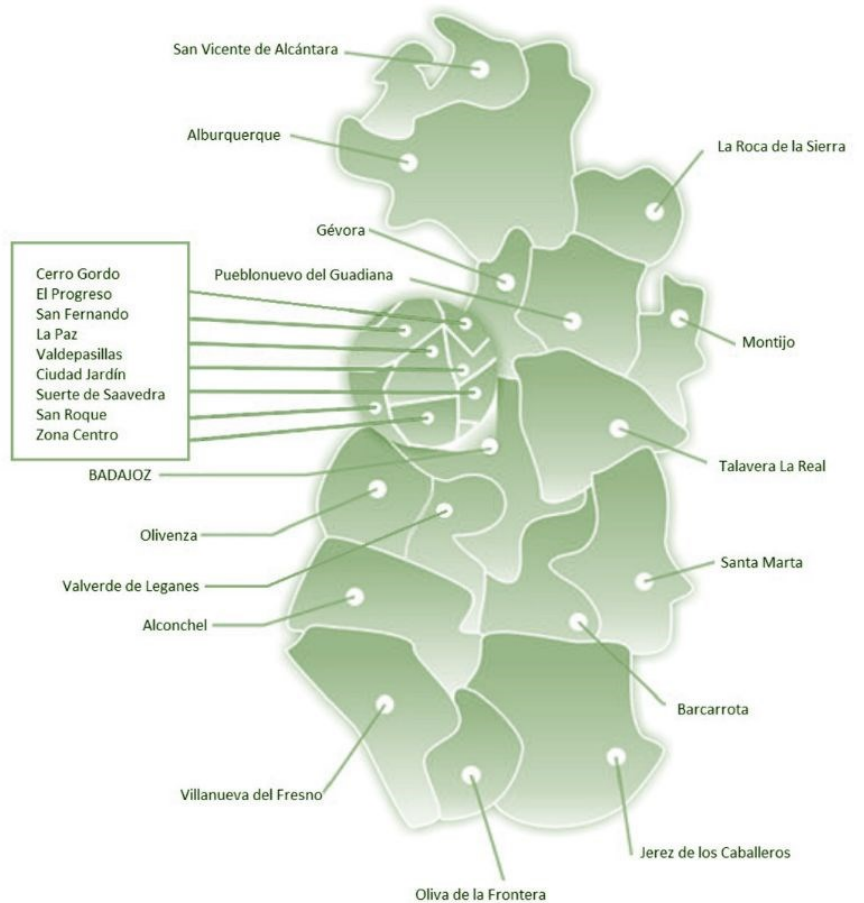 San Vicente de Alcántara
Alburquerque
La Roca de la Sierra
Gévora
Pueblonuevo del Guadiana
Cerro Gordo
El Progreso
San Fernando
La Paz
Valdepasillas
Ciudad Jardín
Suerte de Saavedra
San Roque
Zona Centro
Montijo
BADAJOZ
Talavera La Real
Olivenza
Valverde de Leganes
Santa Marta
Alconchel
Barcarrota
Villanueva del Fresno
Jerez de los Caballeros
Oliva de la Frontera